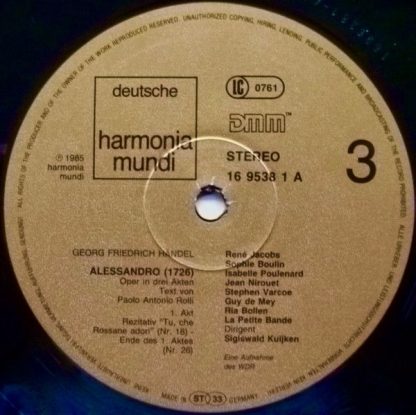 ALL RIGHTS OF THE PRODUCER AND OF THE OWNER OF THE WORK REPRODUCED RESERVED. UNAUTHORIZED COPYING, HIRING, LENDING, PUBLIC PERFORMANCE AND BROADCASTING OF THE RECORD PROHIBITED.
deutsche
harmonia
mundi
LC 0761
DMM™
STEREO
16 9538 1 A
3
℗ 1985
harmonia
mundi
GEORG FRIEDRICH HÄNDEL
ALESSANDRO (1726)
Oper in drei Akten
Text von
Paolo Antonio Rolli
1. Akt
Rezitativ "Tu, che
Rossane adori" (Nr. 18) -
Ende des 1. Aktes
(Nr. 26)
René Jacobs
Sophie Boulin
Isabelle Poulenard
Jean Nirouet
Stephen Varcoe
Guy de Mey
Ria Bollen
La Petite Bande
Dirigent
Sigiswald Kuijken
Eine Aufnahme
des WDR
MADE IN ST 33 GERMANY